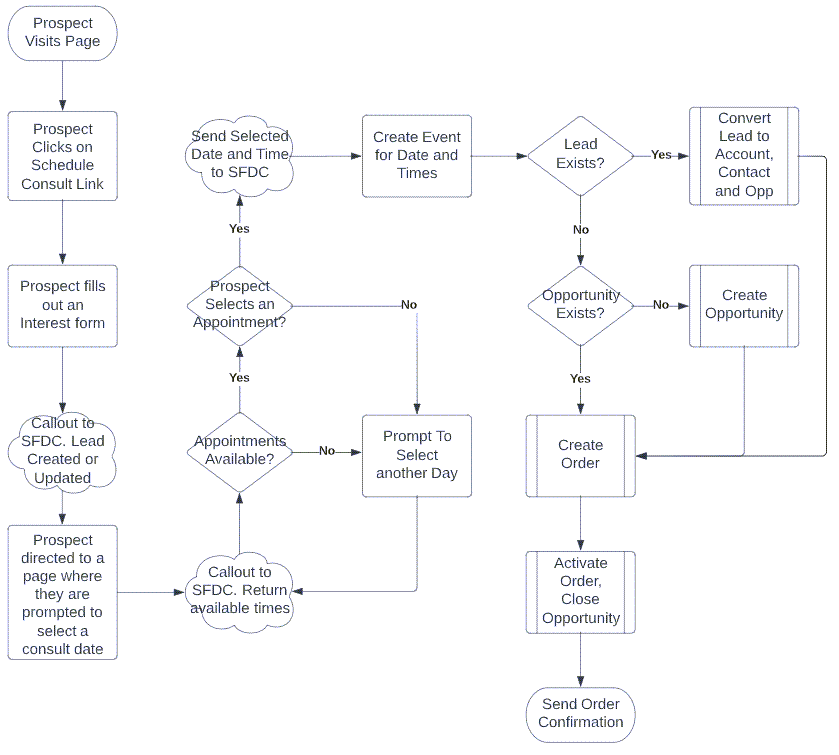 Prospect
Visits Page
Prospect
Clicks on
Schedule
Consult Link
Prospect fills
out an
Interest form
Callout to
SFDC. Lead
Created or
Updated
Prospect
directed to a
page where
they are
prompted to
select a
consult date
Callout to
SFDC. Return
available times
Appointments
Available?
No
Prompt To
Select
another Day
Yes
Prospect
Selects an
Appointment?
No
Yes
Send Selected
Date and Time
to SFDC
Create Event
for Date and
Times
Lead
Exists?
Yes
Convert
Lead to
Account,
Contact
and Opp
No
Opportunity
Exists?
No
Create
Opportunity
Yes
Create
Order
Activate
Order,
Close
Opportunity
Send Order
Confirmation